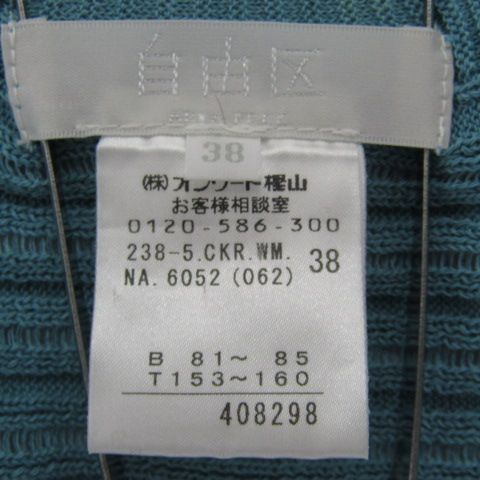 自由区
38
(株)オンワード樫山
お客様相談室
0120-586-300
238-5.CKR.WM. 38
NA. 6052 (062)
B 81~ 85
T153~160
408298